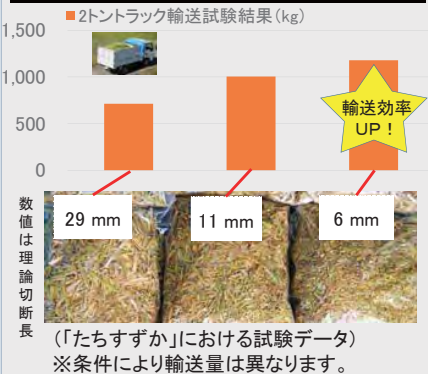 ■2トントラック輸送試験結果(kg)
1,500
1,000
500
0
輸送効率
UP！
29 mm
11 mm
6 mm
数値は理論切断長
(「たちすずか」における試験データ)
※条件により輸送量は異なります。